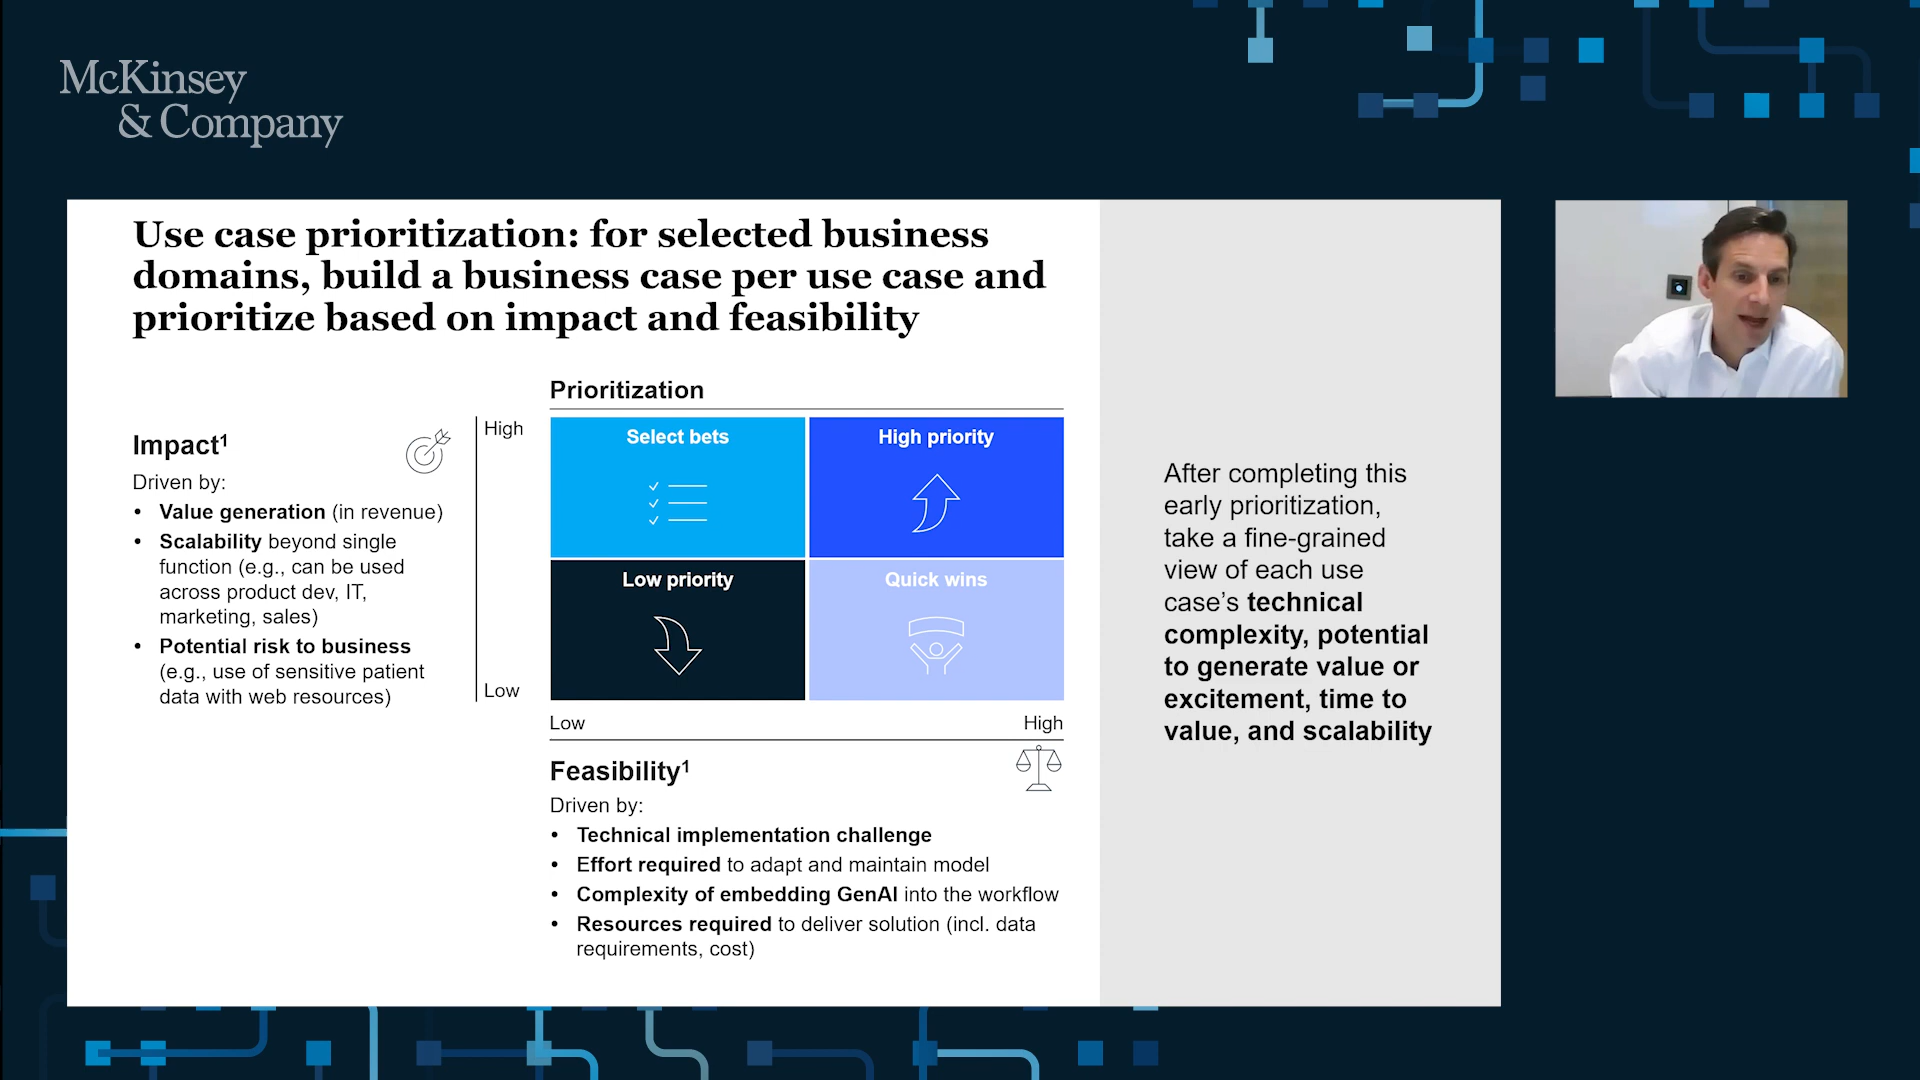 McKinsey
& Company
Use case prioritization: for selected business
domains, build a business case per use case and
prioritize based on impact and feasibility
Impact¹
Driven by:
• Value generation (in revenue)
• Scalability beyond single
function (e.g., can be used
across product dev, IT,
marketing, sales)
• Potential risk to business
(e.g., use of sensitive patient
data with web resources)
Prioritization
High
Low
Select bets
High priority
Low priority
Quick wins
Low
High
Feasibility¹
Driven by:
• Technical implementation challenge
• Effort required to adapt and maintain model
• Complexity of embedding GenAI into the workflow
• Resources required to deliver solution (incl. data
requirements, cost)
After completing this
early prioritization,
take a fine-grained
view of each use
case’s technical
complexity, potential
to generate value or
excitement, time to
value, and scalability